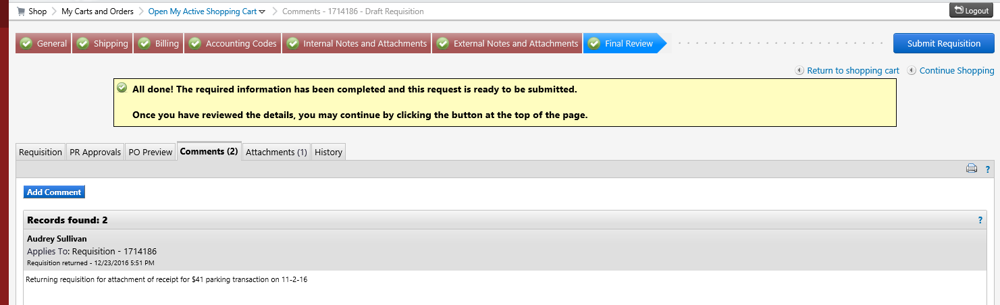 Shop My Carts and Orders Open My Active Shopping Cart Comments - 1714186 - Draft Requisition Logout
General Shipping Billing Accounting Codes Internal Notes and Attachments External Notes and Attachments Final Review Submit Requisition
Return to shopping cart Continue Shopping
All done! The required information has been completed and this request is ready to be submitted.
Once you have reviewed the details, you may continue by clicking the button at the top of the page.
Requisition PR Approvals PO Preview Comments (2) Attachments (1) History
?
Add Comment
Records found: 2 ?
Audrey Sullivan
Applies To: Requisition - 1714186
Requisition returned - 12/23/2016 5:51 PM
Returning requisition for attachment of receipt for $41 parking transaction on 11-2-16